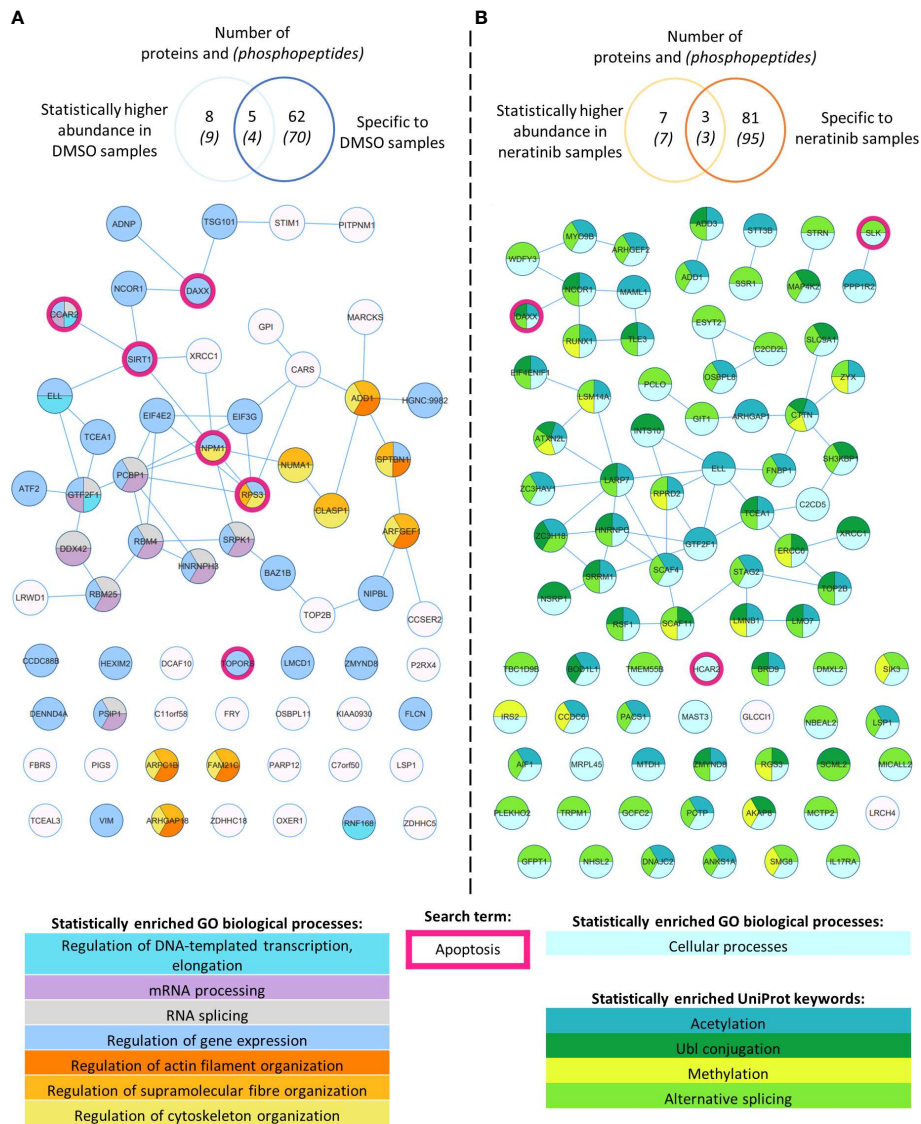 A
Number of
proteins and (phosphopeptides)
Statistically higher
abundance in
DMSO samples
8
(9)
5
(4)
62
(70)
Specific to
DMSO samples
ADNP
TSG101
STIM1
PITPNM1
NCOR1
DAXX
CCAR2
SIRT1
XRCC1
GPI
MARCKS
CARS
ELL
EIF4E2
EIF3G
ADD1
HGNC:9982
TCEA1
NPM1
NUMA1
SPTBN1
ATF2
PCBP1
GTF2F1
RPS3
CLASP1
ARFGEF1
DDX42
RBM4
SRPK1
HNRNPH3
BAZ1B
NIPBL
LRWD1
RBM25
TOP2B
CCSER2
CCDC88B
HEXIM2
DCAF10
TOPORS
LMCD1
ZMYND8
P2RX4
DENND4A
PSIP1
C11orf58
FRY
OSBPL11
KIAA0930
FLCN
FBRS
PIGS
ARPC1B
FAM21C
PARP12
C7orf50
LSP1
TCEAL3
VIM
ARHGAP18
ZDHHC18
OXER1
RNF168
ZDHHC5
Statistically enriched GO biological processes:
Regulation of DNA-templated transcription,
elongation
mRNA processing
RNA splicing
Regulation of gene expression
Regulation of actin filament organization
Regulation of supramolecular fibre organization
Regulation of cytoskeleton organization
Search term:
Apoptosis
B
Number of
proteins and (phosphopeptides)
Statistically higher
abundance in
neratinib samples
7
(7)
3
(3)
81
(95)
Specific to
neratinib samples
WDFY3
MYO9B
ARHGEF2
ADD3
STT3B
STRN
SLK
ADD1
SSR1
MAP4K2
PPP1R2
NCOR1
MAML1
DAXX
RUNX1
TLE3
ESYT2
C2CD2L
SLC9A1
EIF4ENIF1
LSM14A
PCLO
OSBPL8
ZYX
ATXN2L
GIT1
ARHGAP1
CTTN
INTS10
ZC3HAV1
LARP7
RPRD2
ELL
FNBP1
SH3KBP1
ZC3H18
HNRNPC
TCEA1
C2CD5
GTF2F1
ERCC6
XRCC1
NSRP1
SRRM1
SCAF4
STAG2
TOP2B
RSF1
SCAF11
LMNB1
LMO7
TBC1D9B
BOD1L1
TMEM55B
HCAR2
BRD9
DMXL2
SIK3
IRS2
CCDC6
PACS1
MAST3
GLCCI1
NBEAL2
LSP1
AIF1
MRPL45
MTDH
ZMYND8
RGS3
SCML2
MICALL2
PLEKHO2
TRPM1
GCFC2
PCTP
AKAP8
MCTP2
LRCH4
GFPT1
NHSL2
DNAJC2
ANKS1A
SMG8
IL17RA
Statistically enriched GO biological processes:
Cellular processes
Statistically enriched UniProt keywords:
Acetylation
Ubl conjugation
Methylation
Alternative splicing